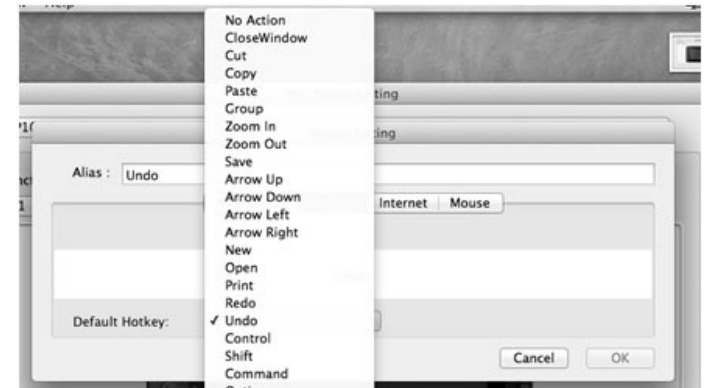 Help
No Action
CloseWindow
Cut
Copy
Paste
Group
Zoom In
Zoom Out
Save
Arrow Up
Arrow Down
Arrow Left
Arrow Right
New
Open
Print
Redo
✓ Undo
Control
Shift
Command
Alias : Undo
Internet Mouse
Default Hotkey:
Cancel OK